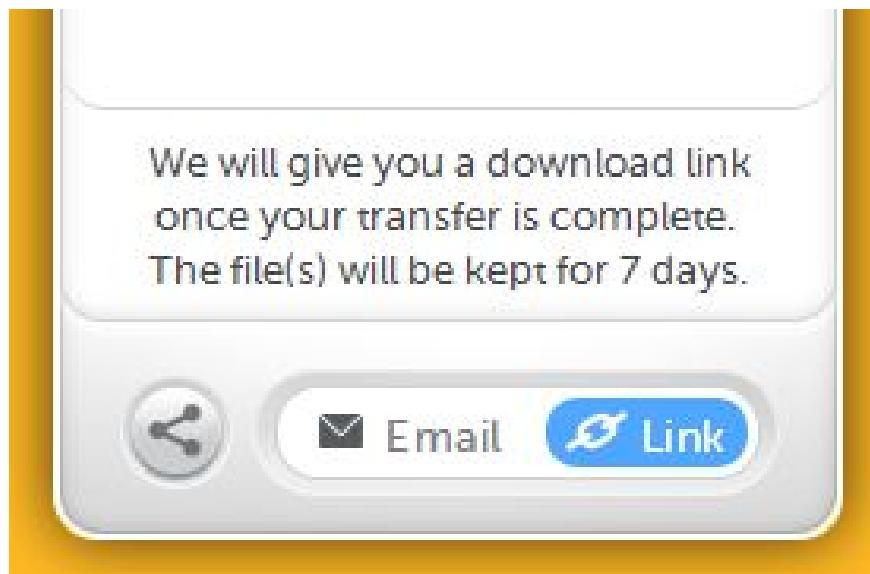 We will give you a download link
once your transfer is complete.
The file(s) will be kept for 7 days.
Email Link